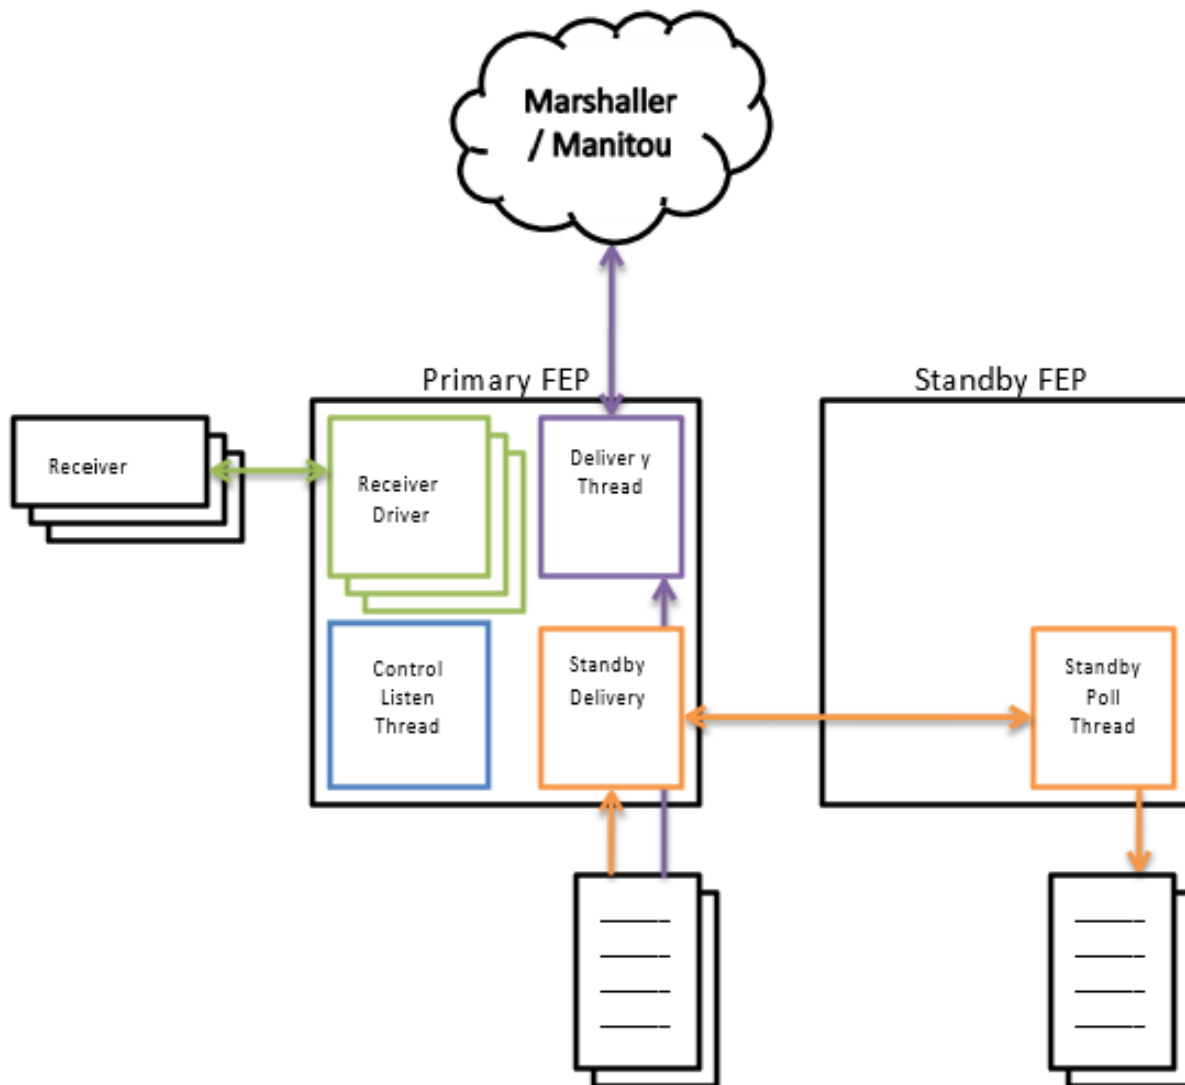 Marshaller
/ Manitou
Primary FEP
Standby FEP
Receiver
Receiver
Driver
Deliver y
Thread
Control
Listen
Thread
Standby
Delivery
Standby
Poll
Thread